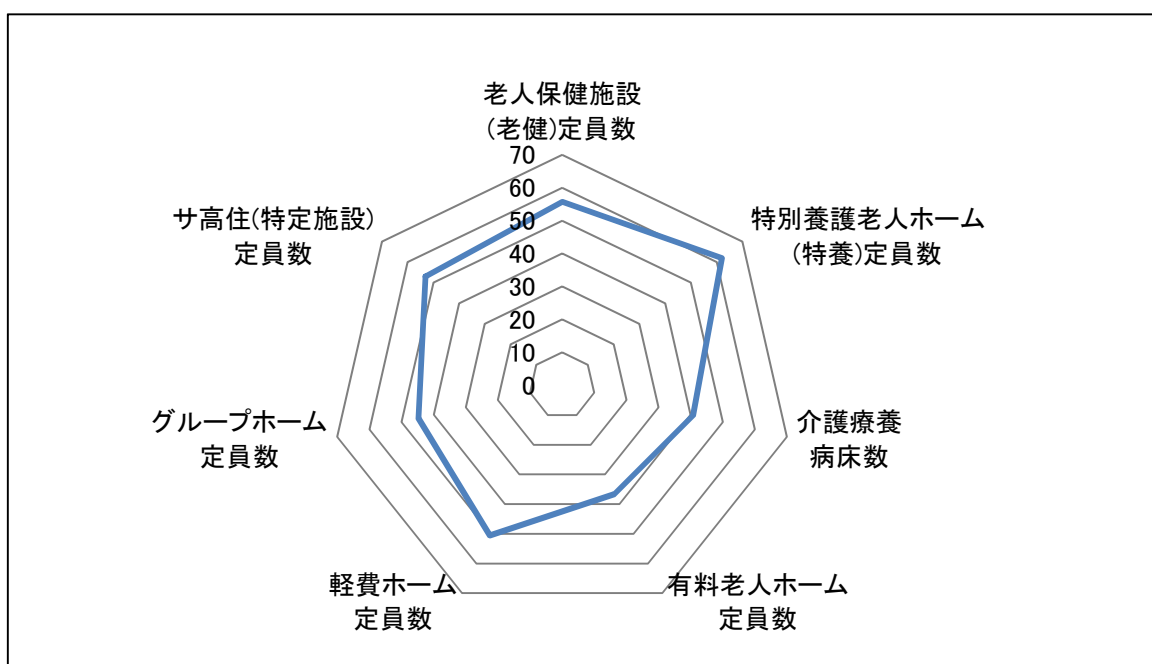 老人保健施設
(老健)定員数
70
60
50
40
30
20
10
0
特別養護老人ホーム
(特養)定員数
介護療養
病床数
有料老人ホーム
定員数
軽費ホーム
定員数
グループホーム
定員数
サ高住(特定施設)
定員数